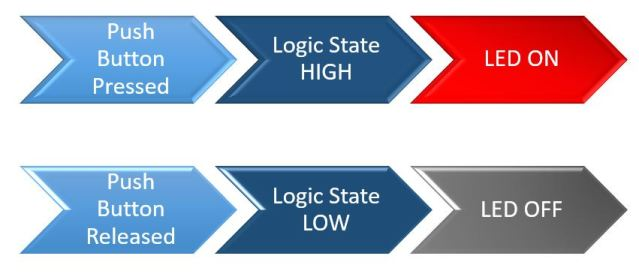 Push
Button
Pressed
Logic State
HIGH
LED ON
Push
Button
Released
Logic State
LOW
LED OFF